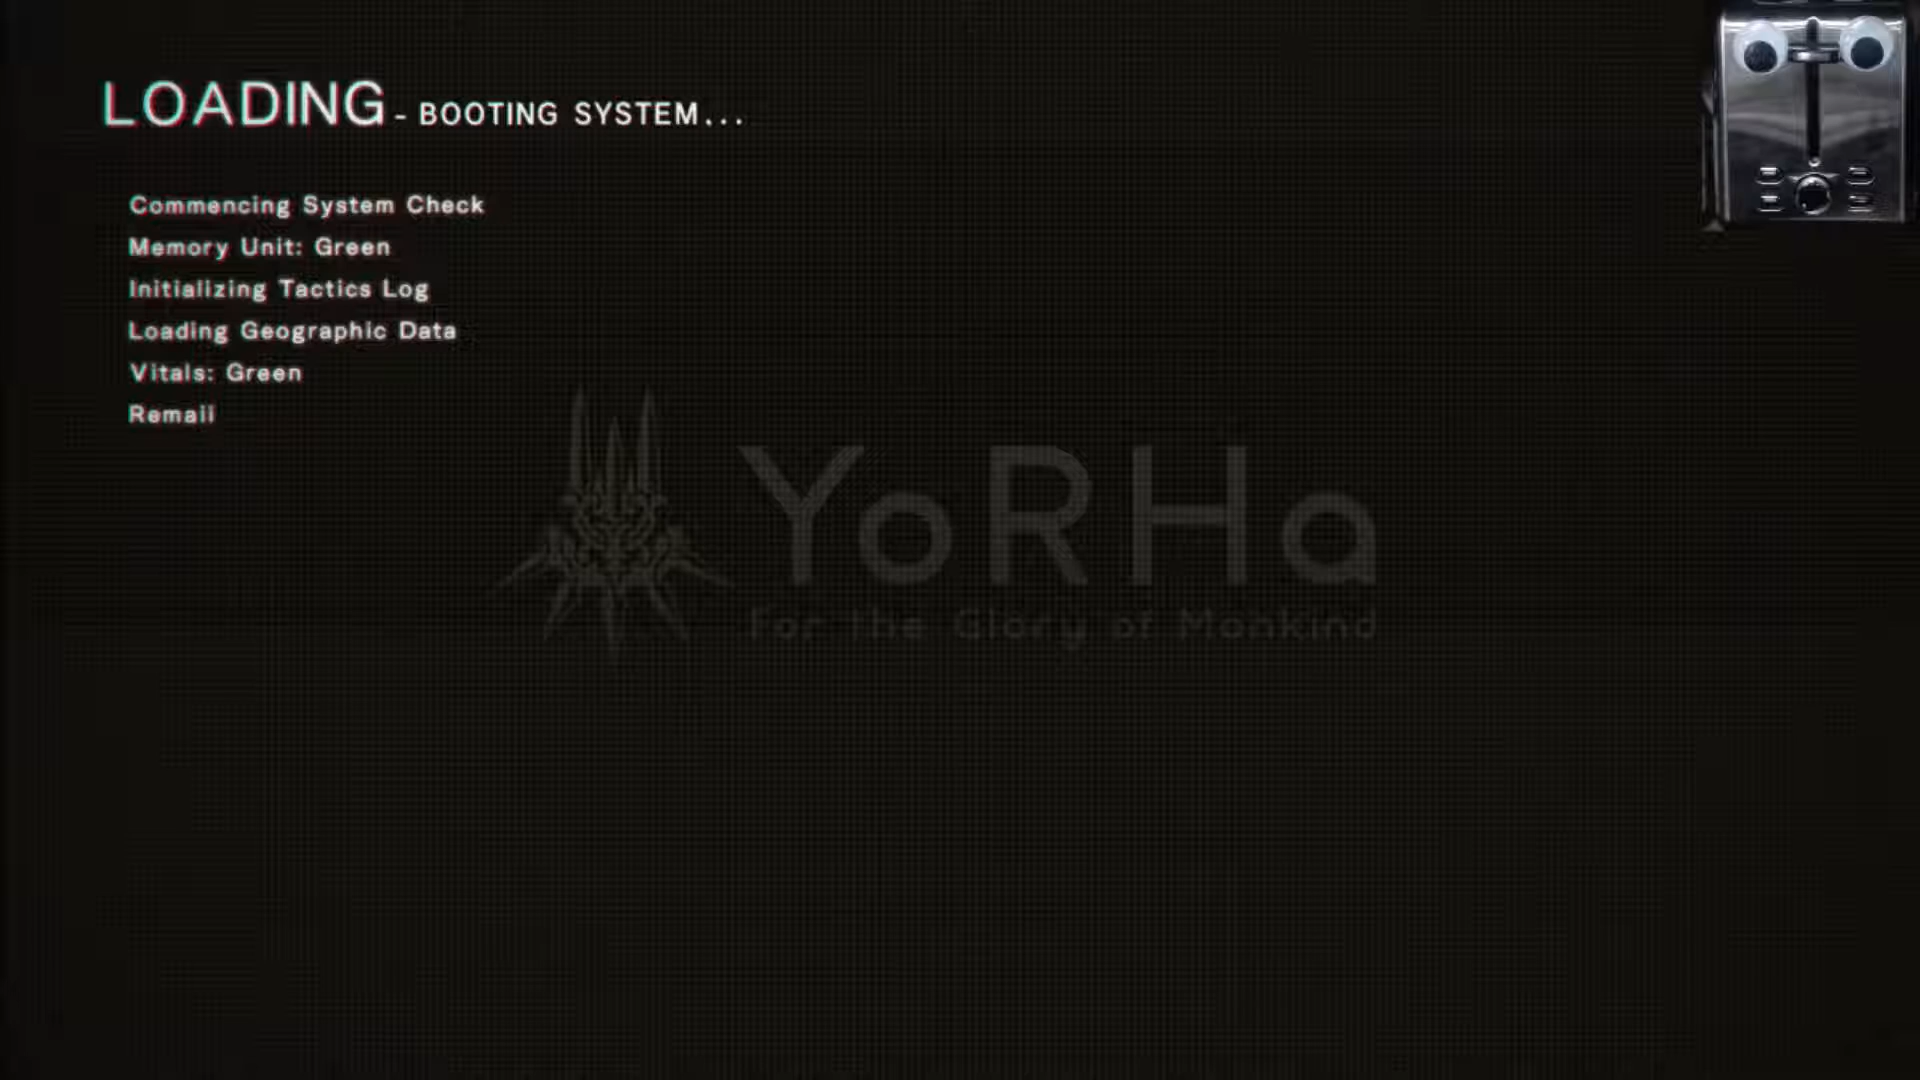 LOADING - BOOTING SYSTEM...
Commencing System Check
Memory Unit: Green
Initializing Tactics Log
Loading Geographic Data
Vitals: Green
Remaii
YoRHa
For the Glory of Mankind